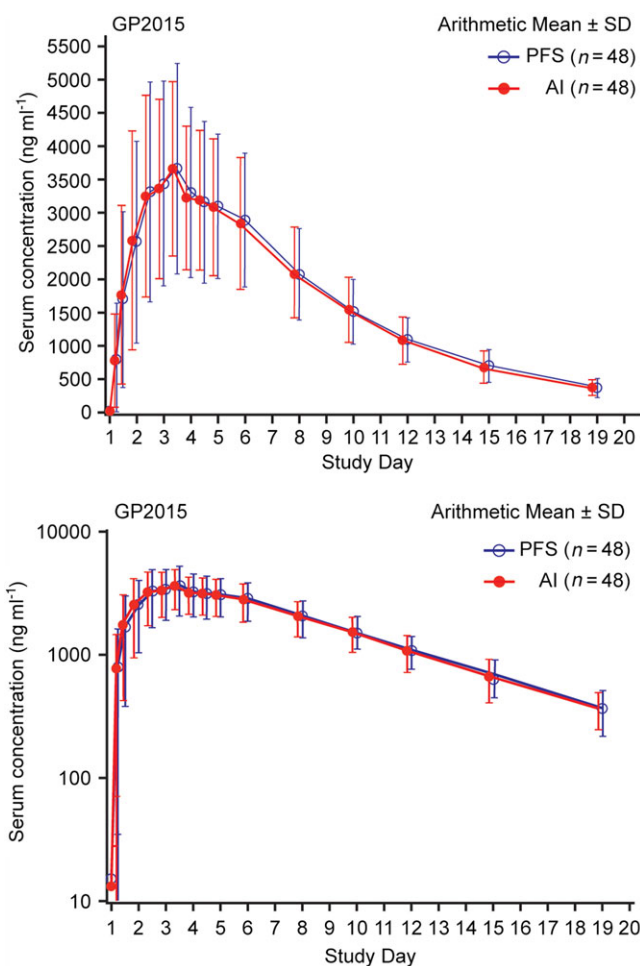 GP2015
Arithmetic Mean ± SD
PFS (n = 48)
AI (n = 48)
5500
5000
4500
4000
3500
3000
2500
2000
1500
1000
500
0
Serum concentration (ng ml⁻¹)
1 2 3 4 5 6 7 8 9 10 11 12 13 14 15 16 17 18 19 20
Study Day
GP2015
Arithmetic Mean ± SD
PFS (n = 48)
AI (n = 48)
10000
1000
100
10
Serum concentration (ng ml⁻¹)
1 2 3 4 5 6 7 8 9 10 11 12 13 14 15 16 17 18 19 20
Study Day